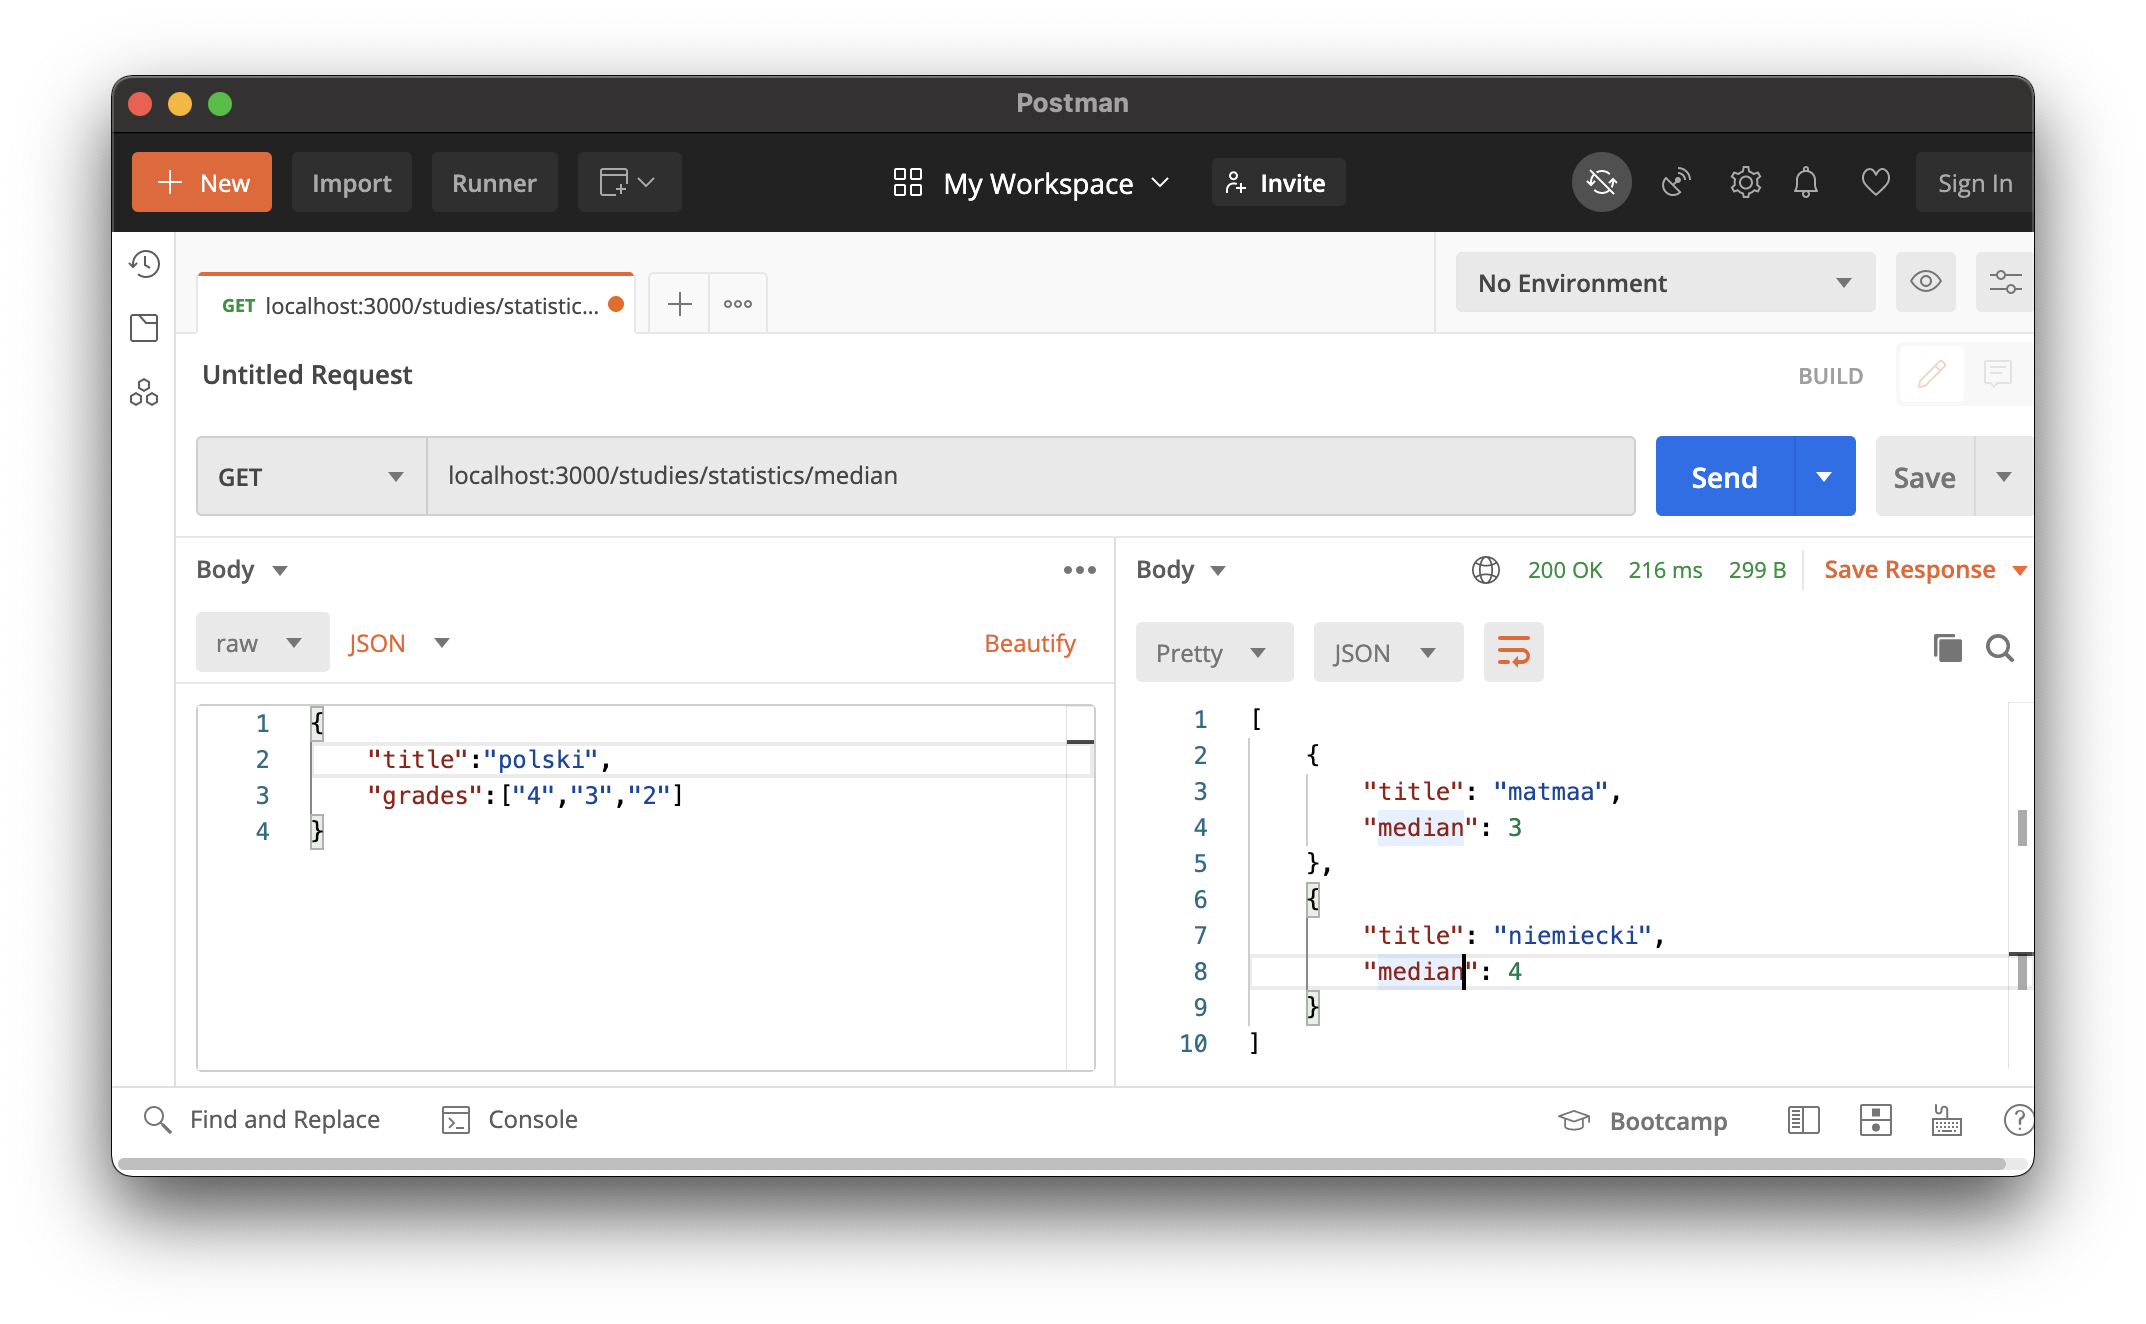 Postman
New Import Runner My Workspace Invite Sign In
GET localhost:3000/studies/statistic... No Environment
Untitled Request BUILD
GET localhost:3000/studies/statistics/median Send Save
Body Body 200 OK 216 ms 299 B Save Response
raw JSON Beautify Pretty JSON
1 {
2 "title":"polski",
3 "grades":["4","3","2"]
4 }
1 [
2 {
3 "title": "matmaa",
4 "median": 3
5 },
6 {
7 "title": "niemiecki",
8 "median": 4
9 }
10 ]
Find and Replace Console Bootcamp